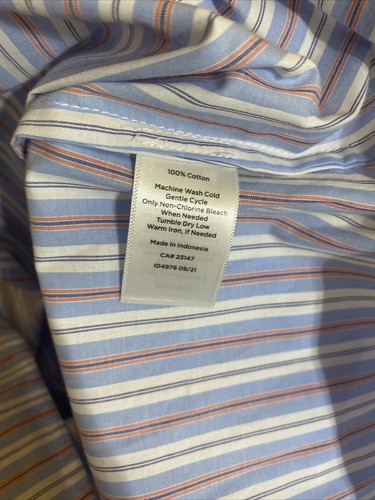 100% Cotton
Machine Wash Cold
Gentle Cycle
Only Non-Chlorine Bleach
When Needed
Tumble Dry Low
Warm Iron, If Needed
Made in Indonesia
CA# 23147
ID4976 09/21